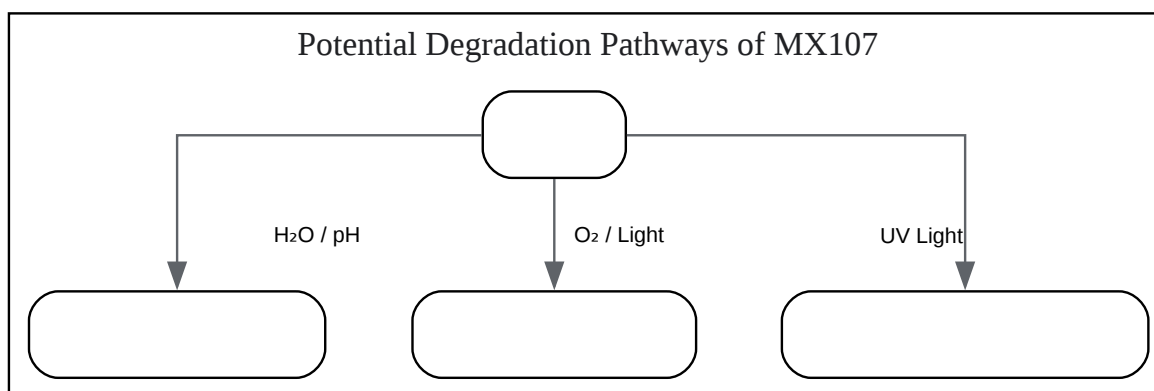 Potential Degradation Pathways of MX107
H₂O / pH
O₂ / Light
UV Light